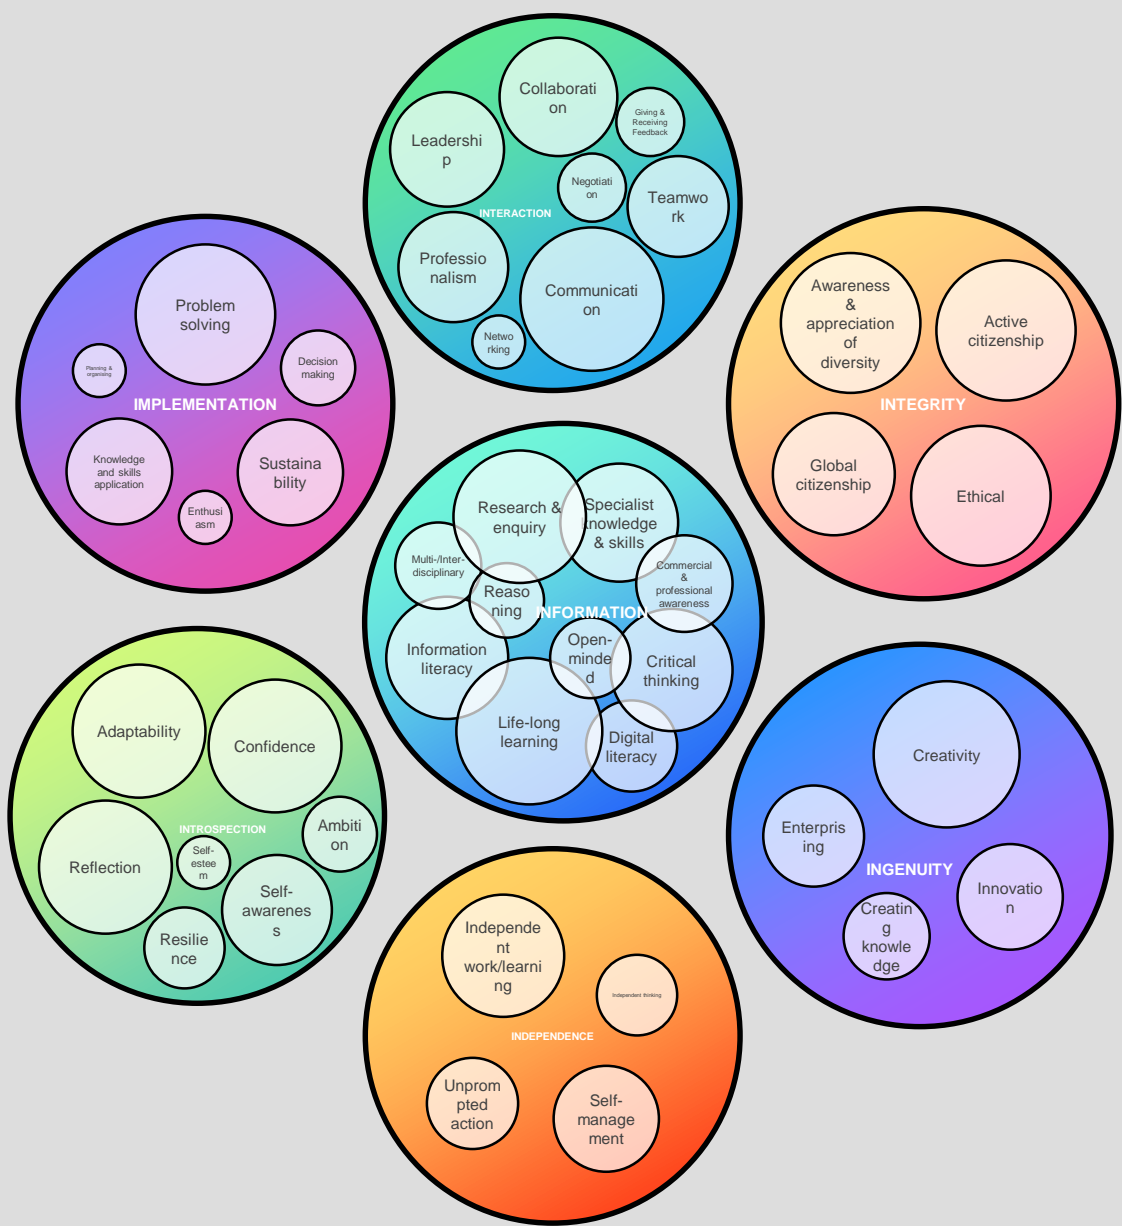 Collaborati
on
Giving &
Receiving
Feedback
Leadershi
p
Negotiati
on
Teamwo
rk
INTERACTION
Professio
nalism
Communicati
on
Netwo
rking
Problem
solving
Planning &
organising
Decision
making
IMPLEMENTATION
Knowledge
and skills
application
Sustaina
bility
Enthusi
asm
Awareness
&
appreciation
of
diversity
Active
citizenship
INTEGRITY
Global
citizenship
Ethical
Research &
enquiry
Specialist
knowledge
& skills
Multi-/Inter-
disciplinary
Reaso
ning
Commercial
&
professional
awareness
INFORMATION
Information
literacy
Open-
minde
d
Critical
thinking
Life-long
learning
Digital
literacy
Adaptability
Confidence
INTROSPECTION
Ambiti
on
Reflection
Self-
estee
m
Self-
awarenes
s
Resilie
nce
Creativity
Enterpris
ing
INGENUITY
Innovatio
n
Creatin
g
knowle
dge
Independe
nt
work/learni
ng
Independent thinking
INDEPENDENCE
Unprom
pted
action
Self-
manage
ment